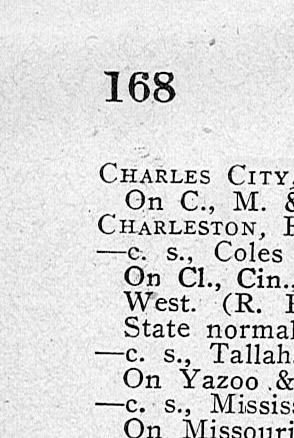 168
CHARLES CITY,
On C., M. &
CHARLESTON,
—c. s., Coles
On Cl., Cin.,
West. (R.
State normal
—c. s., Tallah
On Yazoo &
—c. s., Mississ
On Missouri